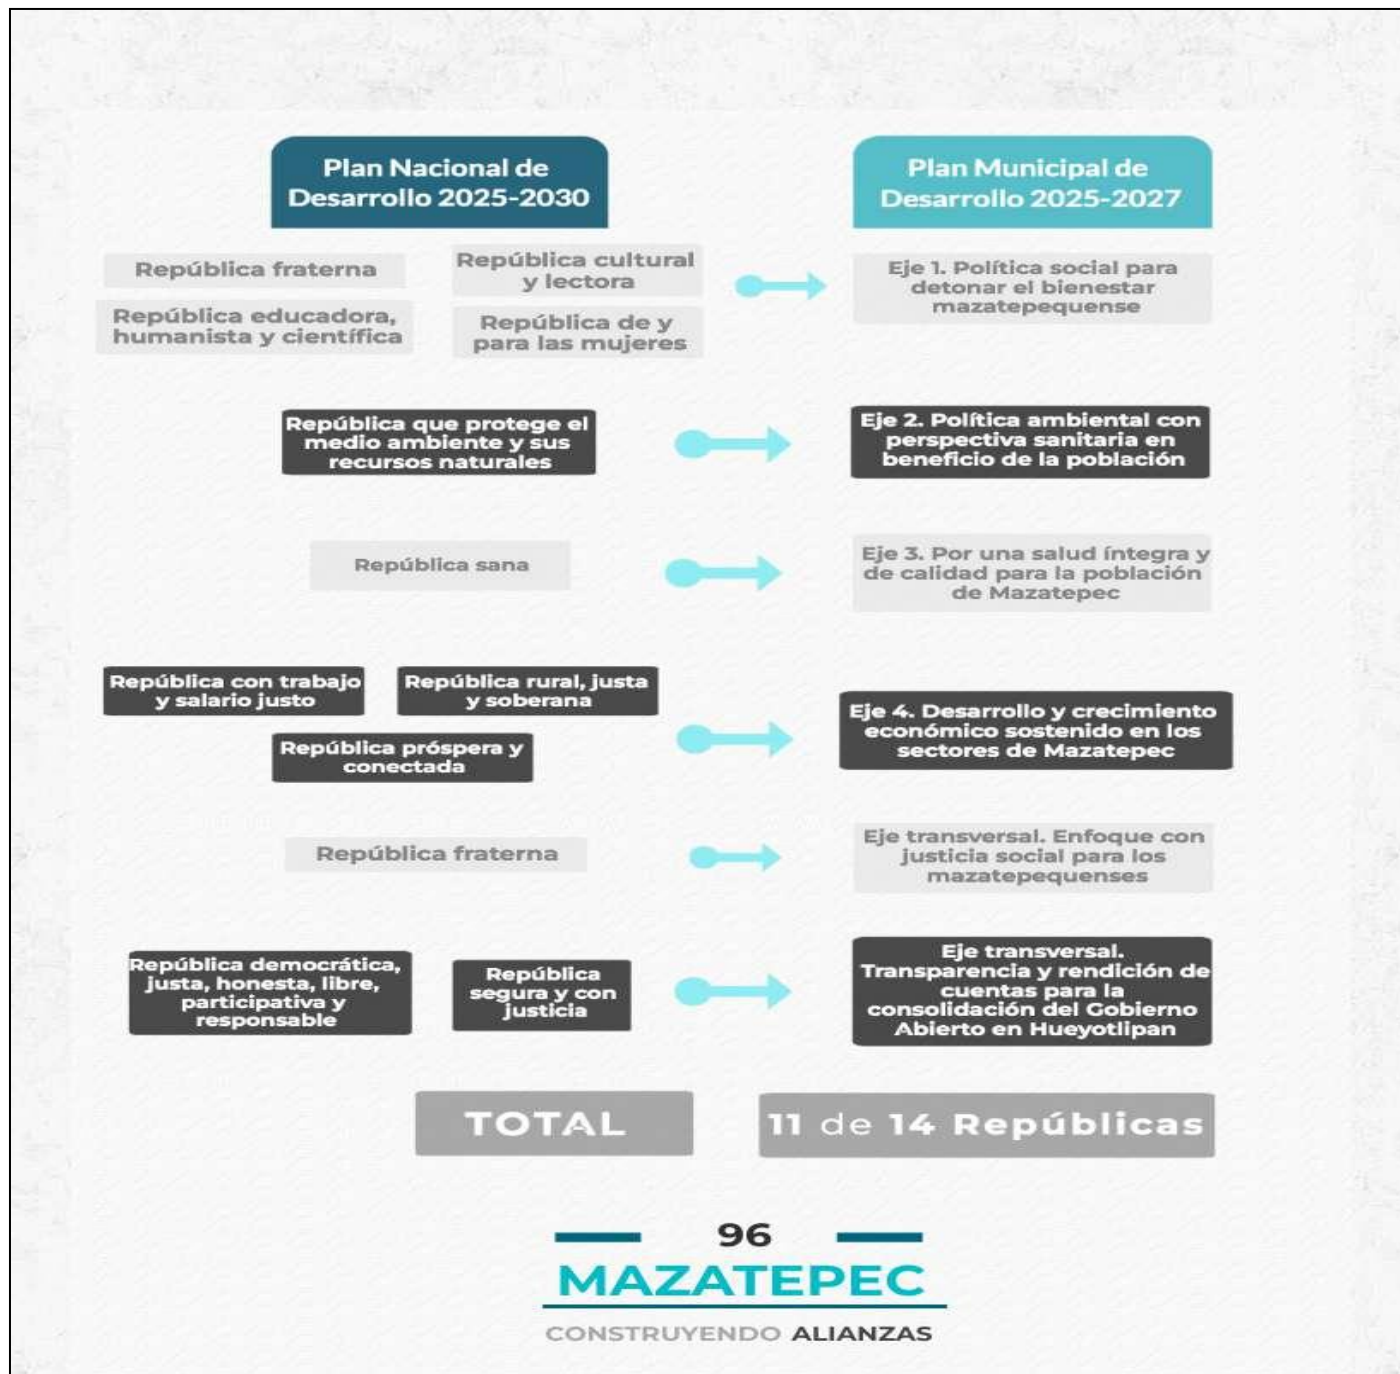 Plan Nacional de
Desarrollo 2025-2030
Plan Municipal de
Desarrollo 2025-2027
República fraterna
República cultural
y lectora
República educadora,
humanista y científica
República de y
para las mujeres
Eje 1. Política social para
detonar el bienestar
mazatepequense
República que protege el
medio ambiente y sus
recursos naturales
Eje 2. Política ambiental con
perspectiva sanitaria en
beneficio de la población
República sana
Eje 3. Por una salud íntegra y
de calidad para la población
de Mazatepec
República con trabajo
y salario justo
República rural, justa
y soberana
República próspera y
conectada
Eje 4. Desarrollo y crecimiento
económico sostenido en los
sectores de Mazatepec
República fraterna
Eje transversal. Enfoque con
justicia social para los
mazatepequenses
República democrática,
justa, honesta, libre,
participativa y
responsable
República
segura y con
justicia
Eje transversal.
Transparencia y rendición de
cuentas para la
consolidación del Gobierno
Abierto en Hueyotlipan
TOTAL
11 de 14 Repúblicas
96
MAZATEPEC
CONSTRUYENDO ALIANZAS